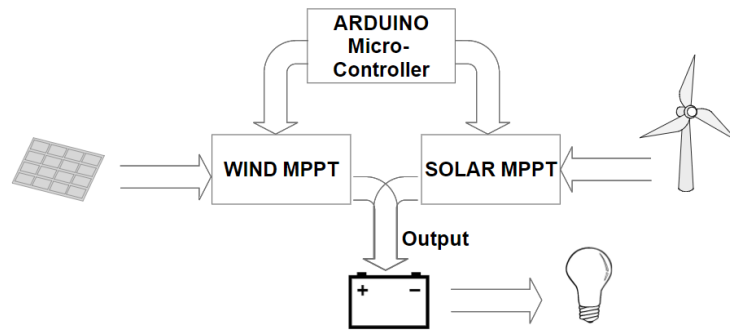 ARDUINO
Micro-
Controller
WIND MPPT
SOLAR MPPT
Output
+ −